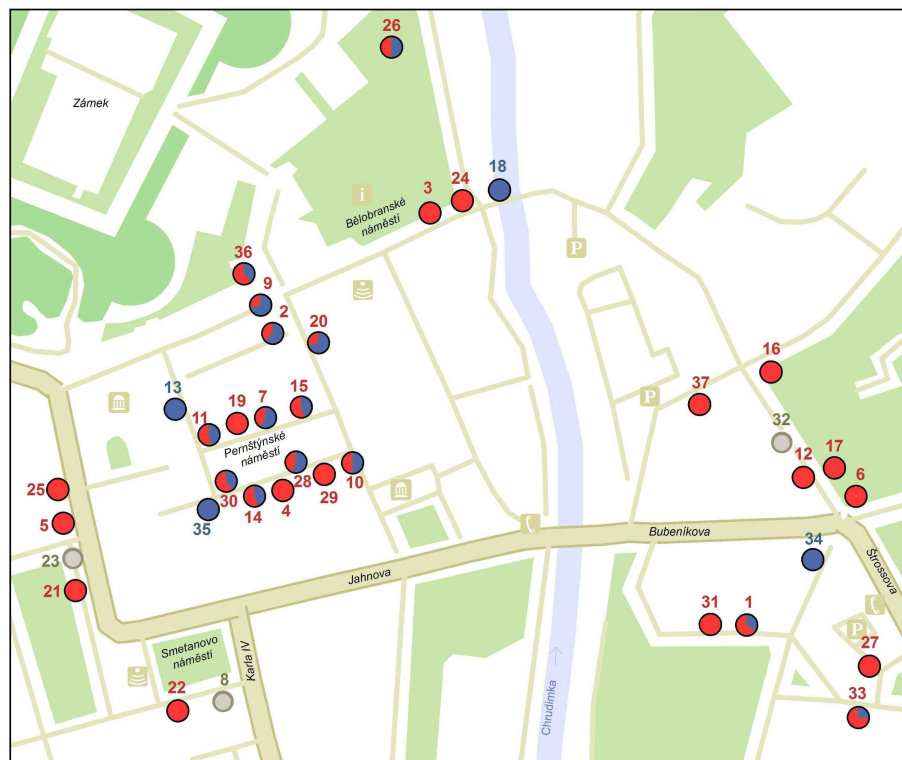 26
Zámek
18
24
3
i
Bělobranské
náměstí
P
36
9
2
20
16
13
37
P
15
7
19
11
32
Pernštýnské
náměstí
17
12
6
28
10
25
30
29
4
14
35
5
Bubeníkova
34
23
Štrossova
Jahnova
21
31
1
P
Smetanovo
náměstí
Karla IV
27
8
22
Chrudimka
33